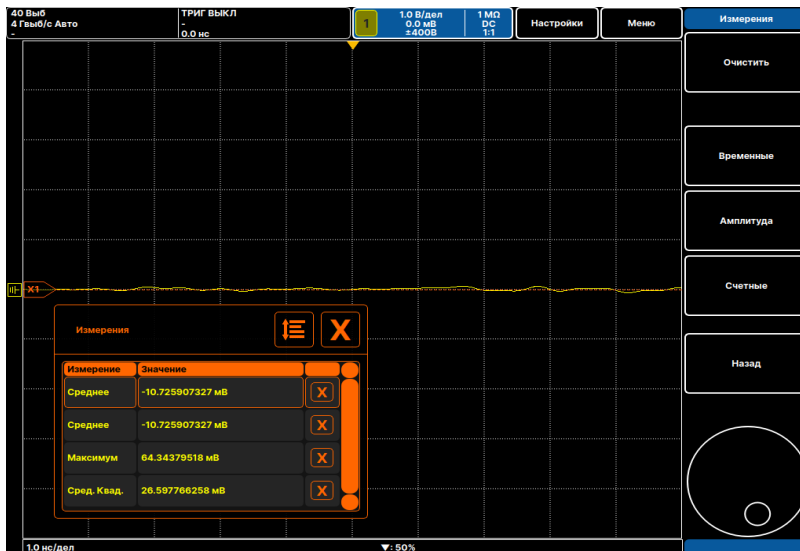 40 Выб
4 Гвыб/с Авто
-
ТРИГ ВЫКЛ
-
0.0 нс
1
1.0 В/дел
0.0 мВ
±400В
1 МΩ
DC
1:1
Настройки
Меню
Измерения
Очистить
Временные
Амплитуда
Счетные
Назад
X1
Измерения
X
Измерение Значение
Среднее -10.725907327 мВ X
Среднее -10.725907327 мВ X
Максимум 64.34379518 мВ X
Сред. Квад. 26.597766258 мВ X
1.0 нс/дел
▼: 50%